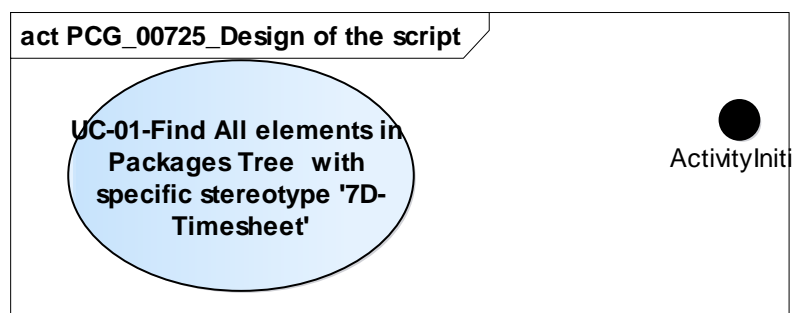 act PCG_00725_Design of the script
UC-01-Find All elements in
Packages Tree with
specific stereotype '7D-
Timesheet'
ActivityIniti